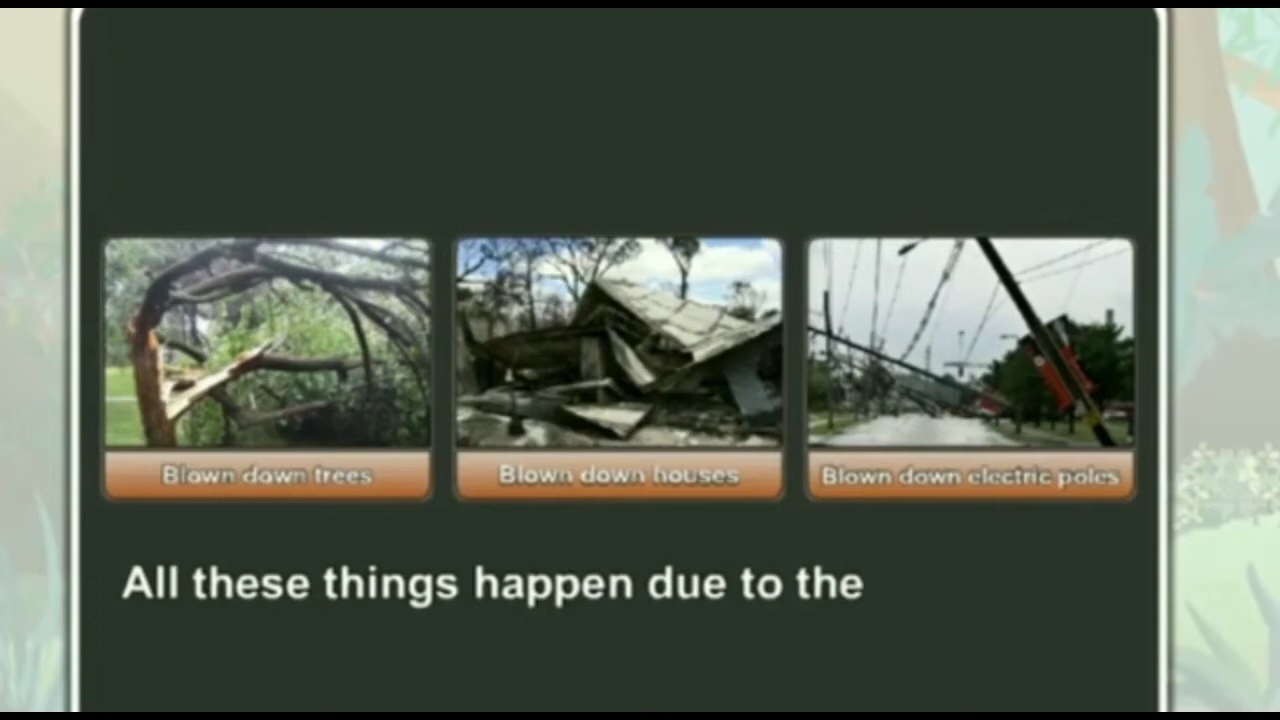 Blown down trees
Blown down houses
Blown down electric poles
All these things happen due to the